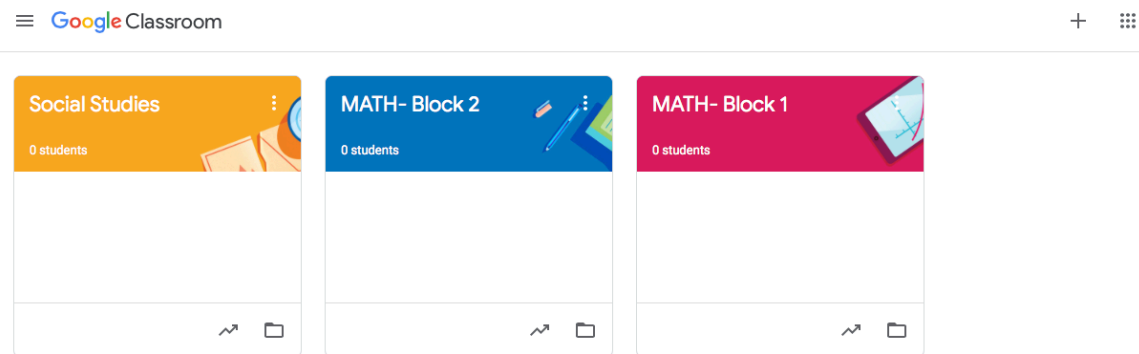 Google Classroom
Social Studies
0 students
MATH- Block 2
0 students
MATH- Block 1
0 students